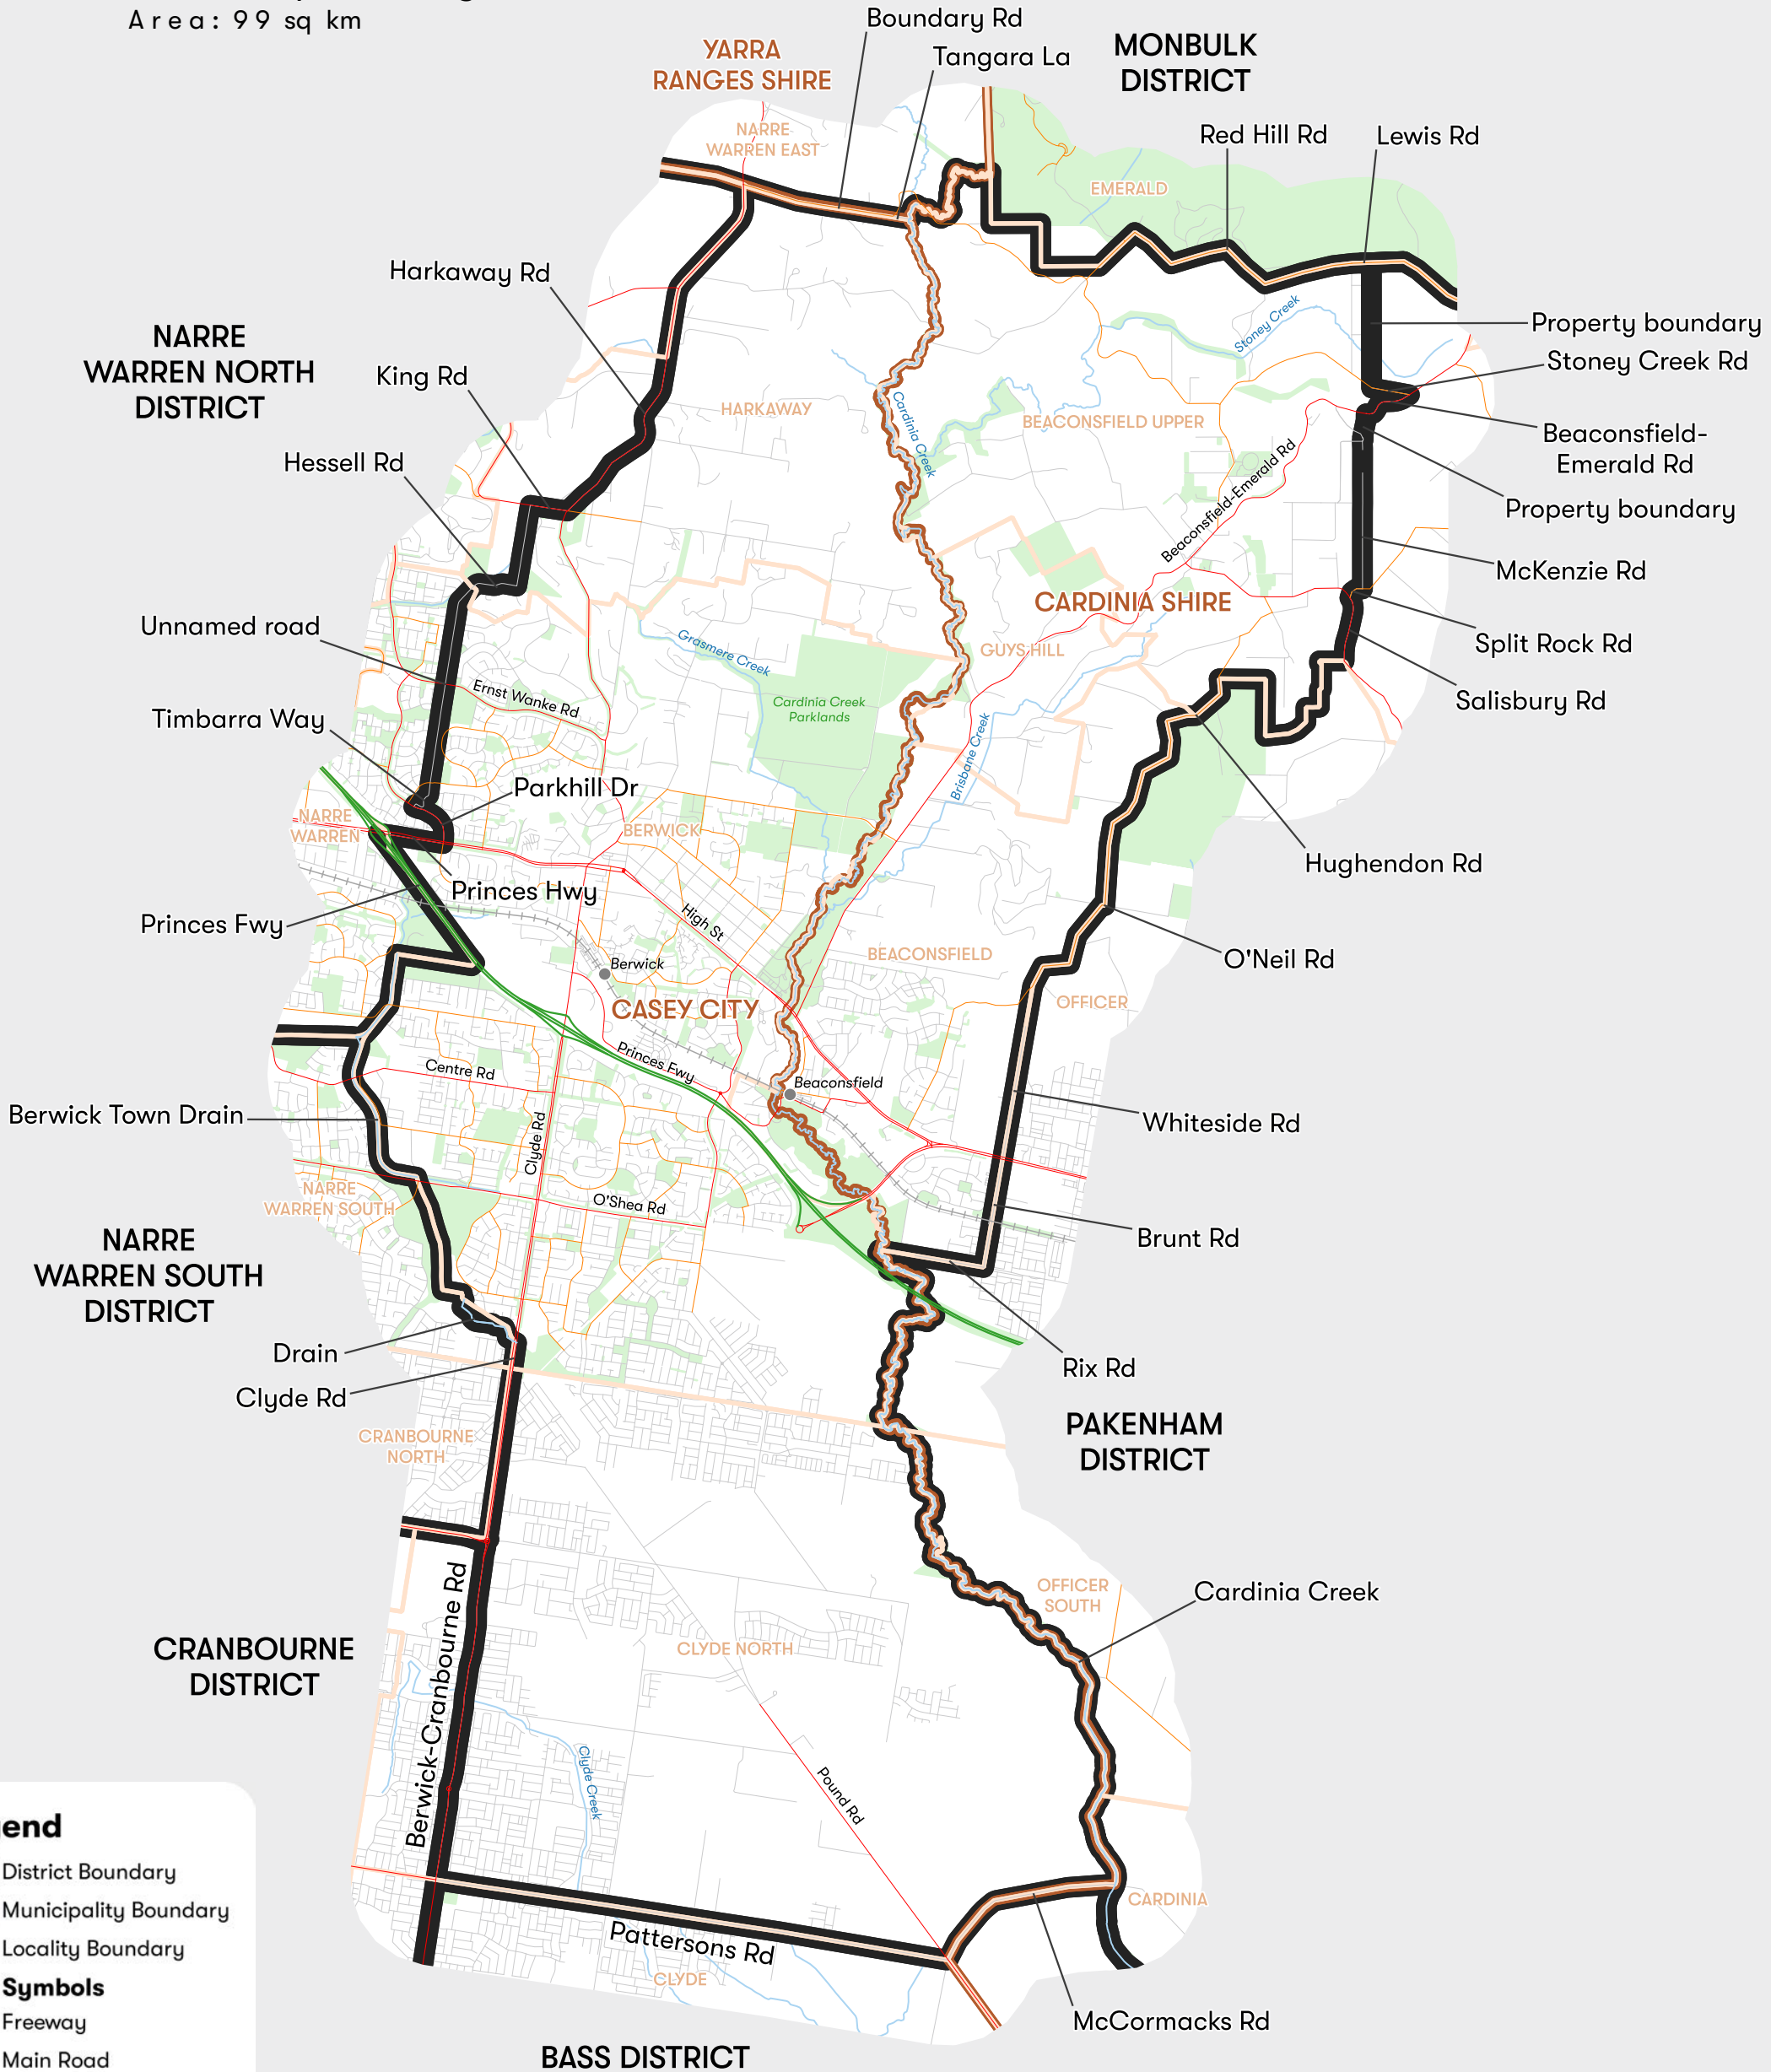 Area: 99 sq km
Boundary Rd
Tangara La
YARRA
RANGES SHIRE
MONBULK
DISTRICT
NARRE
WARREN EAST
Red Hill Rd
Lewis Rd
EMERALD
Harkaway Rd
Stoney Creek
Property boundary
Stoney Creek Rd
NARRE
WARREN NORTH
DISTRICT
King Rd
HARKAWAY
Cardinia Creek
BEACONSFIELD UPPER
Beaconsfield-
Emerald Rd
Beaconsfield-Emerald Rd
Hessell Rd
Property boundary
McKenzie Rd
CARDINIA SHIRE
Unnamed road
Grasmere Creek
GUYS HILL
Split Rock Rd
Ernst Wanke Rd
Cardinia Creek
Parklands
Salisbury Rd
Timbarra Way
Brisbane Creek
Parkhill Dr
NARRE
WARREN
BERWICK
Hughendon Rd
Princes Hwy
Princes Fwy
High St
BEACONSFIELD
O'Neil Rd
Berwick
CASEY CITY
OFFICER
Princes Fwy
Centre Rd
Beaconsfield
Berwick Town Drain
Clyde Rd
Whiteside Rd
NARRE
WARREN SOUTH
O'Shea Rd
Brunt Rd
NARRE
WARREN SOUTH
DISTRICT
Drain
Clyde Rd
Rix Rd
CRANBOURNE
NORTH
PAKENHAM
DISTRICT
OFFICER
SOUTH
Cardinia Creek
CRANBOURNE
DISTRICT
Berwick-Cranbourne Rd
CLYDE NORTH
Clyde Creek
Pound Rd
end
District Boundary
Municipality Boundary
Locality Boundary
Symbols
Freeway
Main Road
CARDINIA
Pattersons Rd
CLYDE
McCormacks Rd
BASS DISTRICT